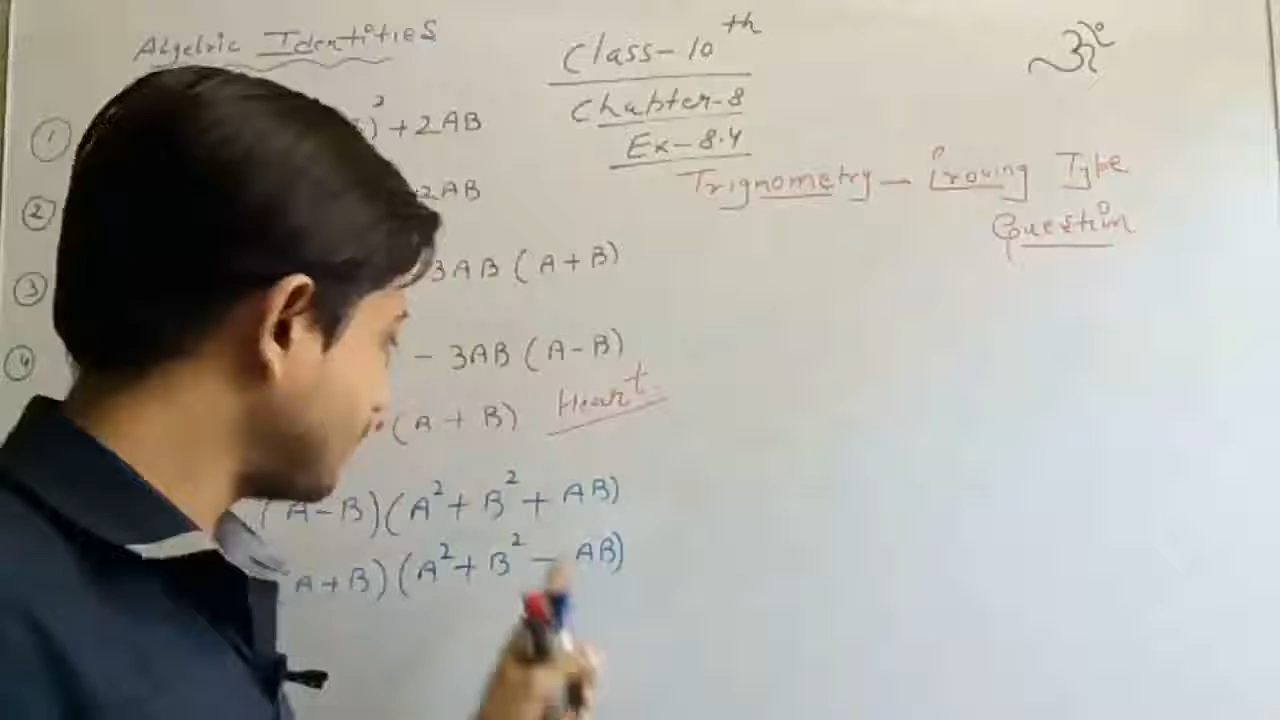 Algebric Identities
Class-10th
Chapter-8
Ex-8.4
Trignometry - Proving Type
Question
ॐ
1 )² + 2AB
2 2AB
3 3AB (A+B)
4 - 3AB (A-B)
(A + B) Heart
(A-B)(A²+B²+AB)
(A+B)(A²+B²-AB)